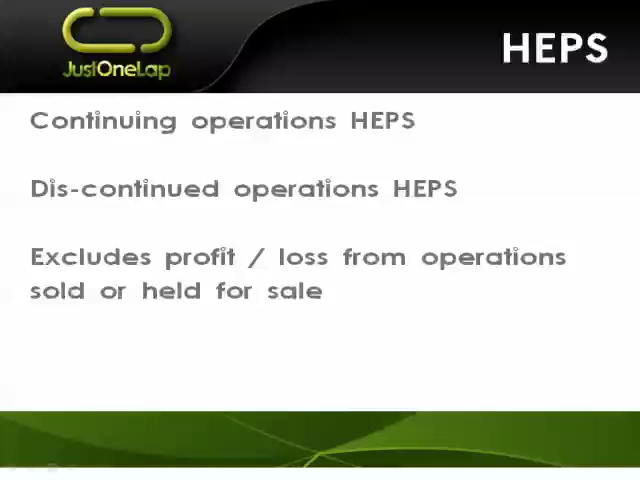 JustOneLap
HEPS
Continuing operations HEPS
Dis-continued operations HEPS
Excludes profit / loss from operations
sold or held for sale